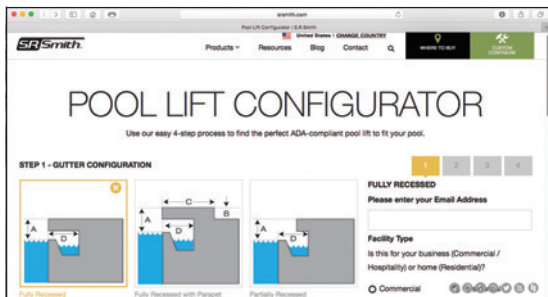 srsmith.com
Pool Lift Configurator | S.R.Smith
United States | CHANGE COUNTRY
SRSmith.
Products
Resources
Blog
Contact
WHERE TO BUY
CUSTOM
CONFIGURE
POOL LIFT CONFIGURATOR
Use our easy 4-step process to find the perfect ADA-compliant pool lift to fit your pool.
STEP 1 - GUTTER CONFIGURATION
1 2 3 4
A
D
A
C
B
D
A
D
Fully Recessed
Fully Recessed with Parapet
Partially Recessed
FULLY RECESSED
Please enter your Email Address
Facility Type
Is this for your business (Commercial /
Hospitality) or home (Residential)?
Commercial